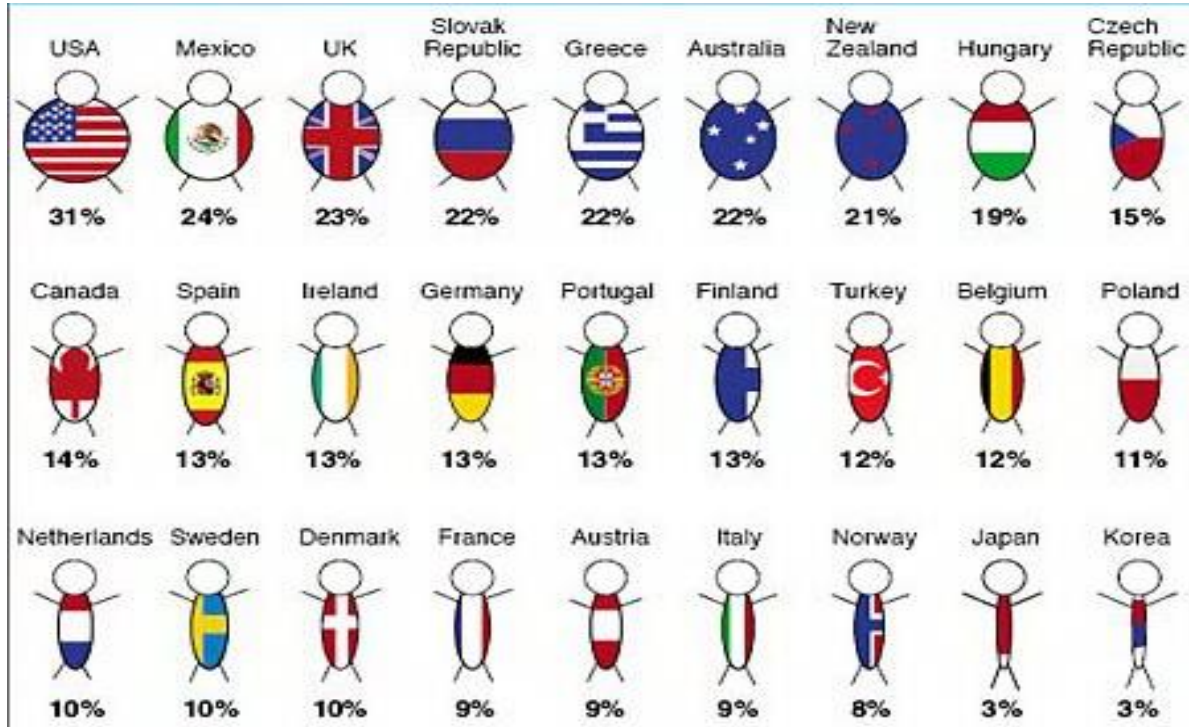 USA Mexico UK Slovak Republic Greece Australia New Zealand Hungary Czech Republic
31% 24% 23% 22% 22% 22% 21% 19% 15%
Canada Spain Ireland Germany Portugal Finland Turkey Belgium Poland
14% 13% 13% 13% 13% 13% 12% 12% 11%
Netherlands Sweden Denmark France Austria Italy Norway Japan Korea
10% 10% 10% 9% 9% 9% 8% 3% 3%